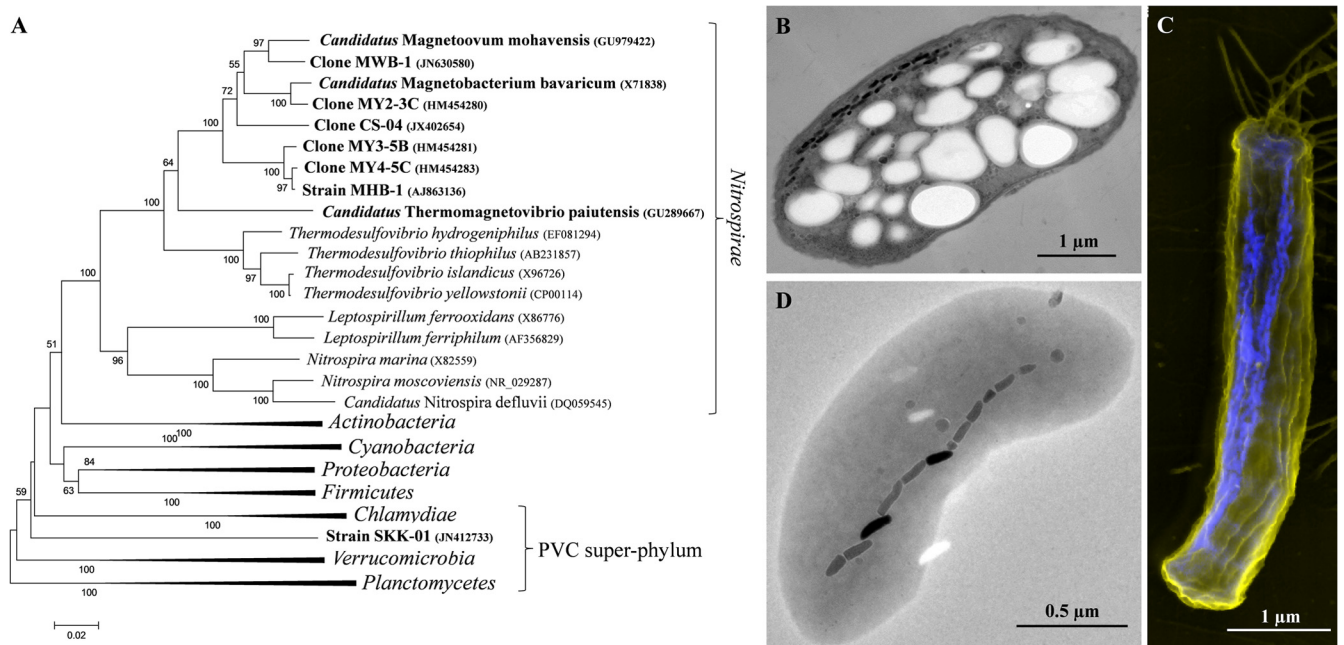 A
Candidatus Magnetoovum mohavensis (GU979422)
Clone MWB-1 (JN630580)
Candidatus Magnetobacterium bavaricum (X71838)
Clone MY2-3C (HM454280)
Clone CS-04 (JX402654)
Clone MY3-5B (HM454281)
Clone MY4-5C (HM454283)
Strain MHB-1 (AJ863136)
Candidatus Thermomagnetovibrio paiutensis (GU289667)
Thermodesulfovibrio hydrogeniphilus (EF081294)
Thermodesulfovibrio thiophilus (AB231857)
Thermodesulfovibrio islandicus (X96726)
Thermodesulfovibrio yellowstonii (CP00114)
Leptospirillum ferrooxidans (X86776)
Leptospirillum ferriphilum (AF356829)
Nitrospira marina (X82559)
Nitrospira moscoviensis (NR_029287)
Candidatus Nitrospira defluvii (DQ059545)
Actinobacteria
Cyanobacteria
Proteobacteria
Firmicutes
Chlamydiae
Strain SKK-01 (JN412733)
Verrucomicrobia
Planctomycetes
Nitrospirae
PVC super-phylum
97
55
100
72
100
100
97
64
100
97
100
100
100
96
100
100
51
100
100
84
63
100
59
100
100
100
0.02
B
1 µm
D
0.5 µm
C
1 µm